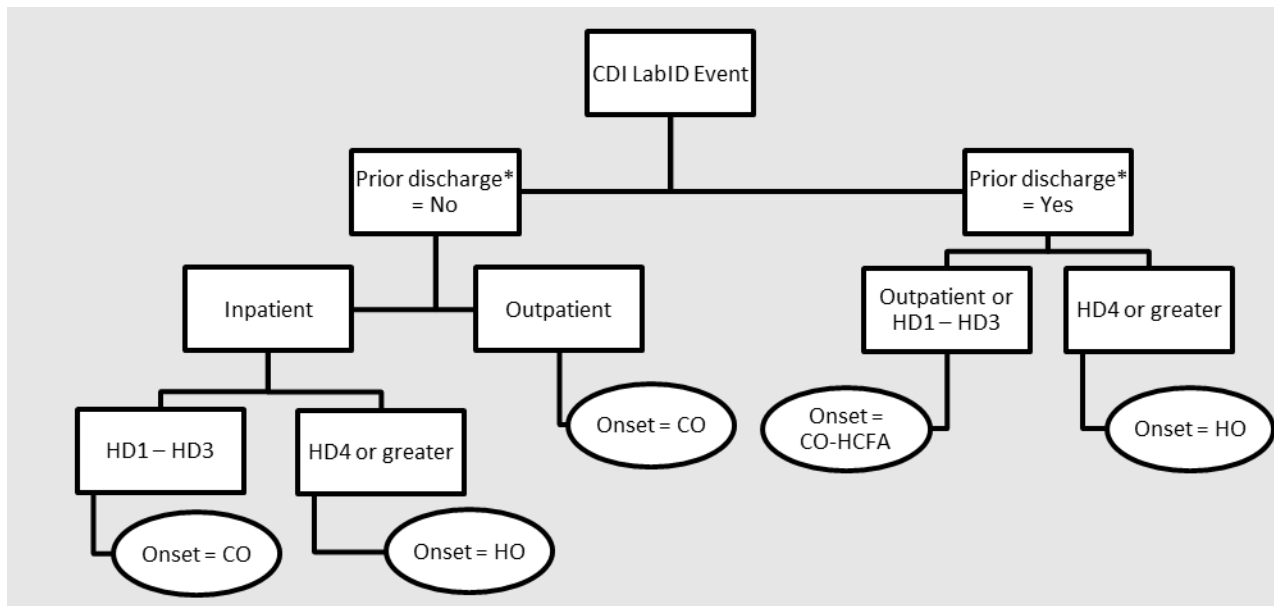 CDI LabID Event
Prior discharge*
= No
Prior discharge*
= Yes
Inpatient
Outpatient
Outpatient or
HD1 – HD3
HD4 or greater
HD1 – HD3
HD4 or greater
Onset = CO
Onset =
CO-HCFA
Onset = HO
Onset = CO
Onset = HO